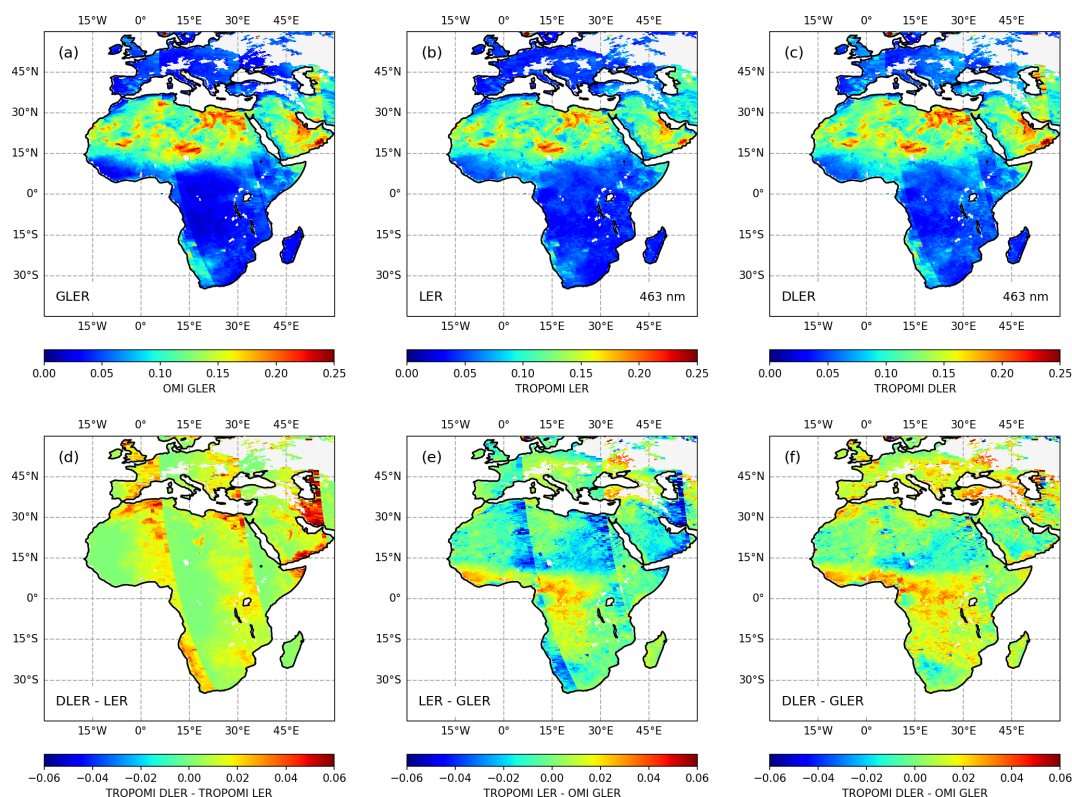 15°W 0° 15°E 30°E 45°E
15°W 0° 15°E 30°E 45°E
15°W 0° 15°E 30°E 45°E
(a)
(b)
(c)
45°N
30°N
15°N
0°
15°S
30°S
45°N
30°N
15°N
0°
15°S
30°S
45°N
30°N
15°N
0°
15°S
30°S
GLER
LER 463 nm
DLER 463 nm
15°W 0° 15°E 30°E 45°E
15°W 0° 15°E 30°E 45°E
15°W 0° 15°E 30°E 45°E
0.00 0.05 0.10 0.15 0.20 0.25
0.00 0.05 0.10 0.15 0.20 0.25
0.00 0.05 0.10 0.15 0.20 0.25
OMI GLER
TROPOMI LER
TROPOMI DLER
15°W 0° 15°E 30°E 45°E
15°W 0° 15°E 30°E 45°E
15°W 0° 15°E 30°E 45°E
(d)
(e)
(f)
45°N
30°N
15°N
0°
15°S
30°S
45°N
30°N
15°N
0°
15°S
30°S
45°N
30°N
15°N
0°
15°S
30°S
DLER - LER
LER - GLER
DLER - GLER
15°W 0° 15°E 30°E 45°E
15°W 0° 15°E 30°E 45°E
15°W 0° 15°E 30°E 45°E
−0.06 −0.04 −0.02 0.00 0.02 0.04 0.06
−0.06 −0.04 −0.02 0.00 0.02 0.04 0.06
−0.06 −0.04 −0.02 0.00 0.02 0.04 0.06
TROPOMI DLER - TROPOMI LER
TROPOMI LER - OMI GLER
TROPOMI DLER - OMI GLER